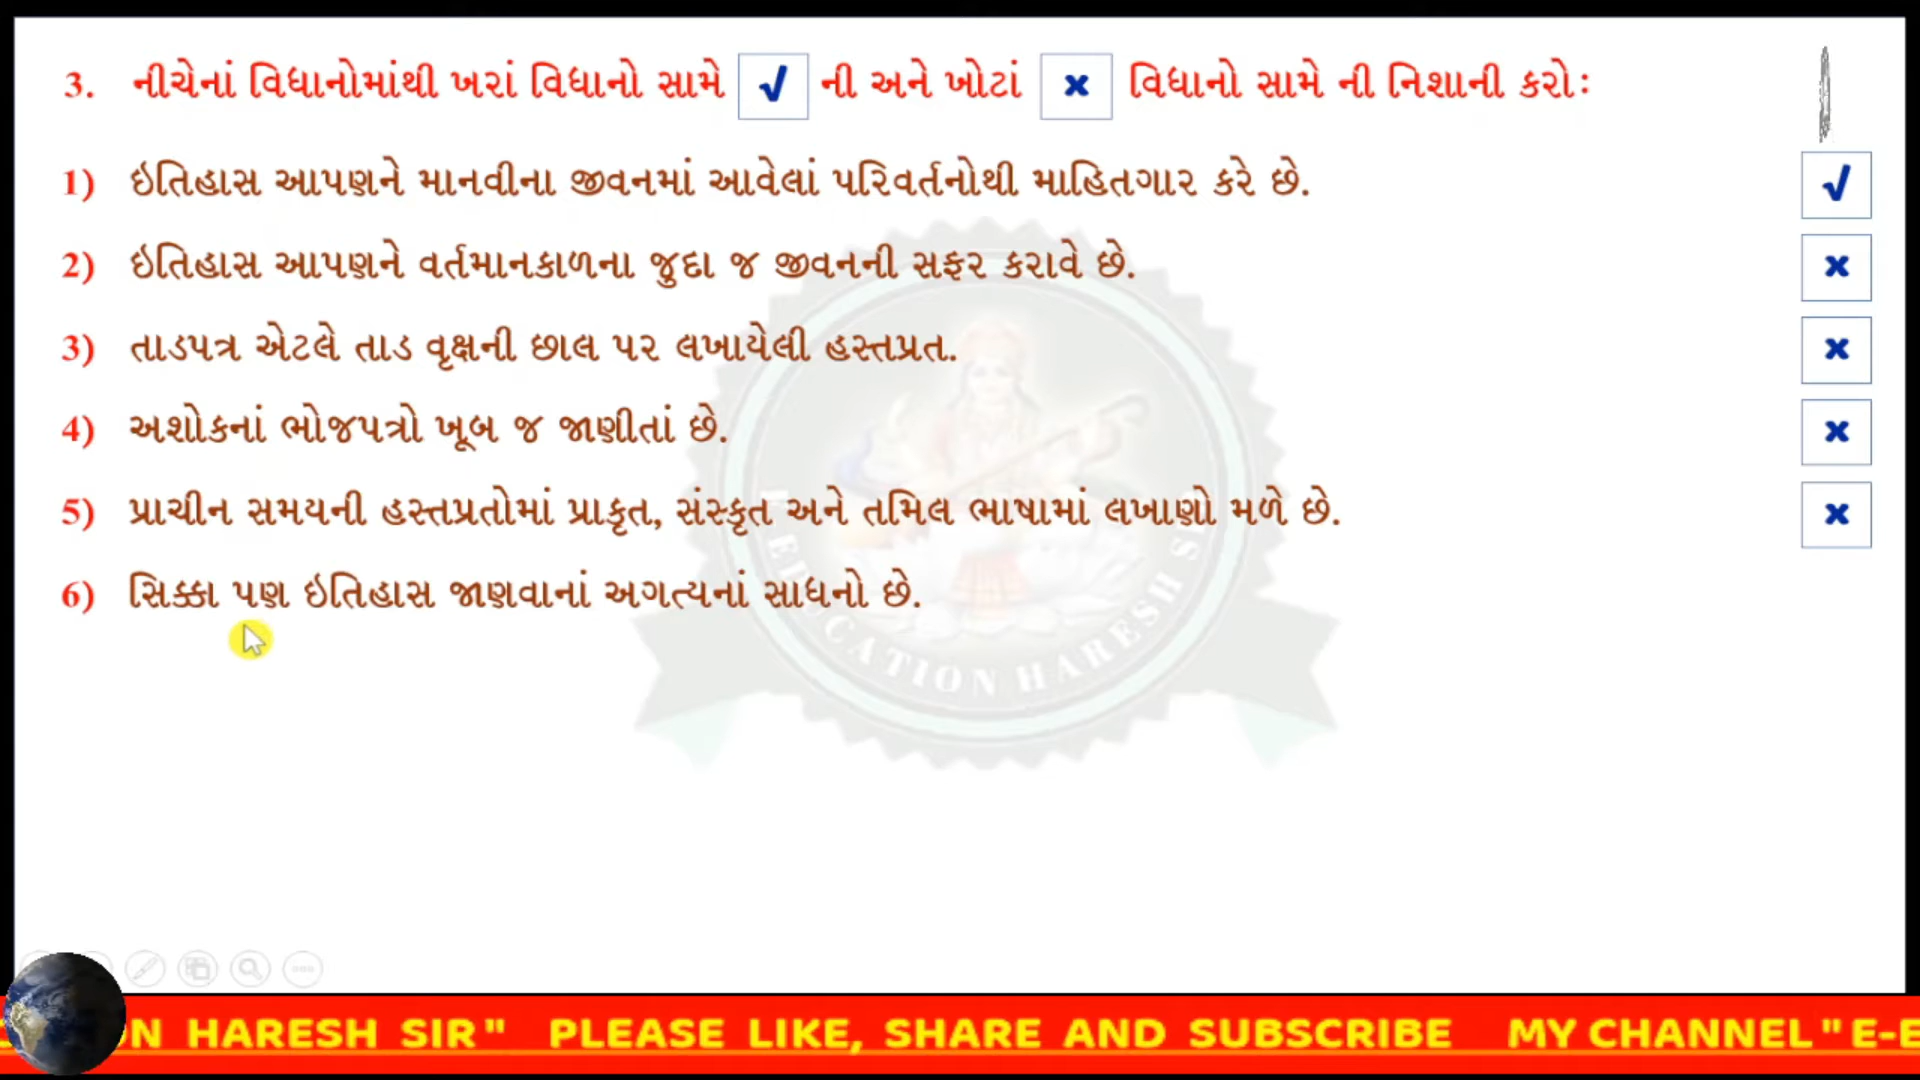 3. નીચેનાં વિધાનોમાંથી ખરાં વિધાનો સામે √ ની અને ખોટાં × વિધાનો સામે ની નિશાની કરોઃ
1) ઇતિહાસ આપણને માનવીના જીવનમાં આવેલાં પરિવર્તનોથી માહિતગાર કરે છે. √
2) ઇતિહાસ આપણને વર્તમાનકાળના જુદા જ જીવનની સફર કરાવે છે. ×
3) તાડપત્ર એટલે તાડ વૃક્ષની છાલ પર લખાયેલી હસ્તપ્રત. ×
4) અશોકનાં ભોજપત્રો ખૂબ જ જાણીતાં છે. ×
5) પ્રાચીન સમયની હસ્તપ્રતોમાં પ્રાકૃત, સંસ્કૃત અને તમિલ ભાષામાં લખાણો મળે છે. ×
6) સિક્કા પણ ઇતિહાસ જાણવાનાં અગત્યનાં સાધનો છે.
EDUCATION HARESH S
ON HARESH SIR" PLEASE LIKE, SHARE AND SUBSCRIBE MY CHANNEL "E-E